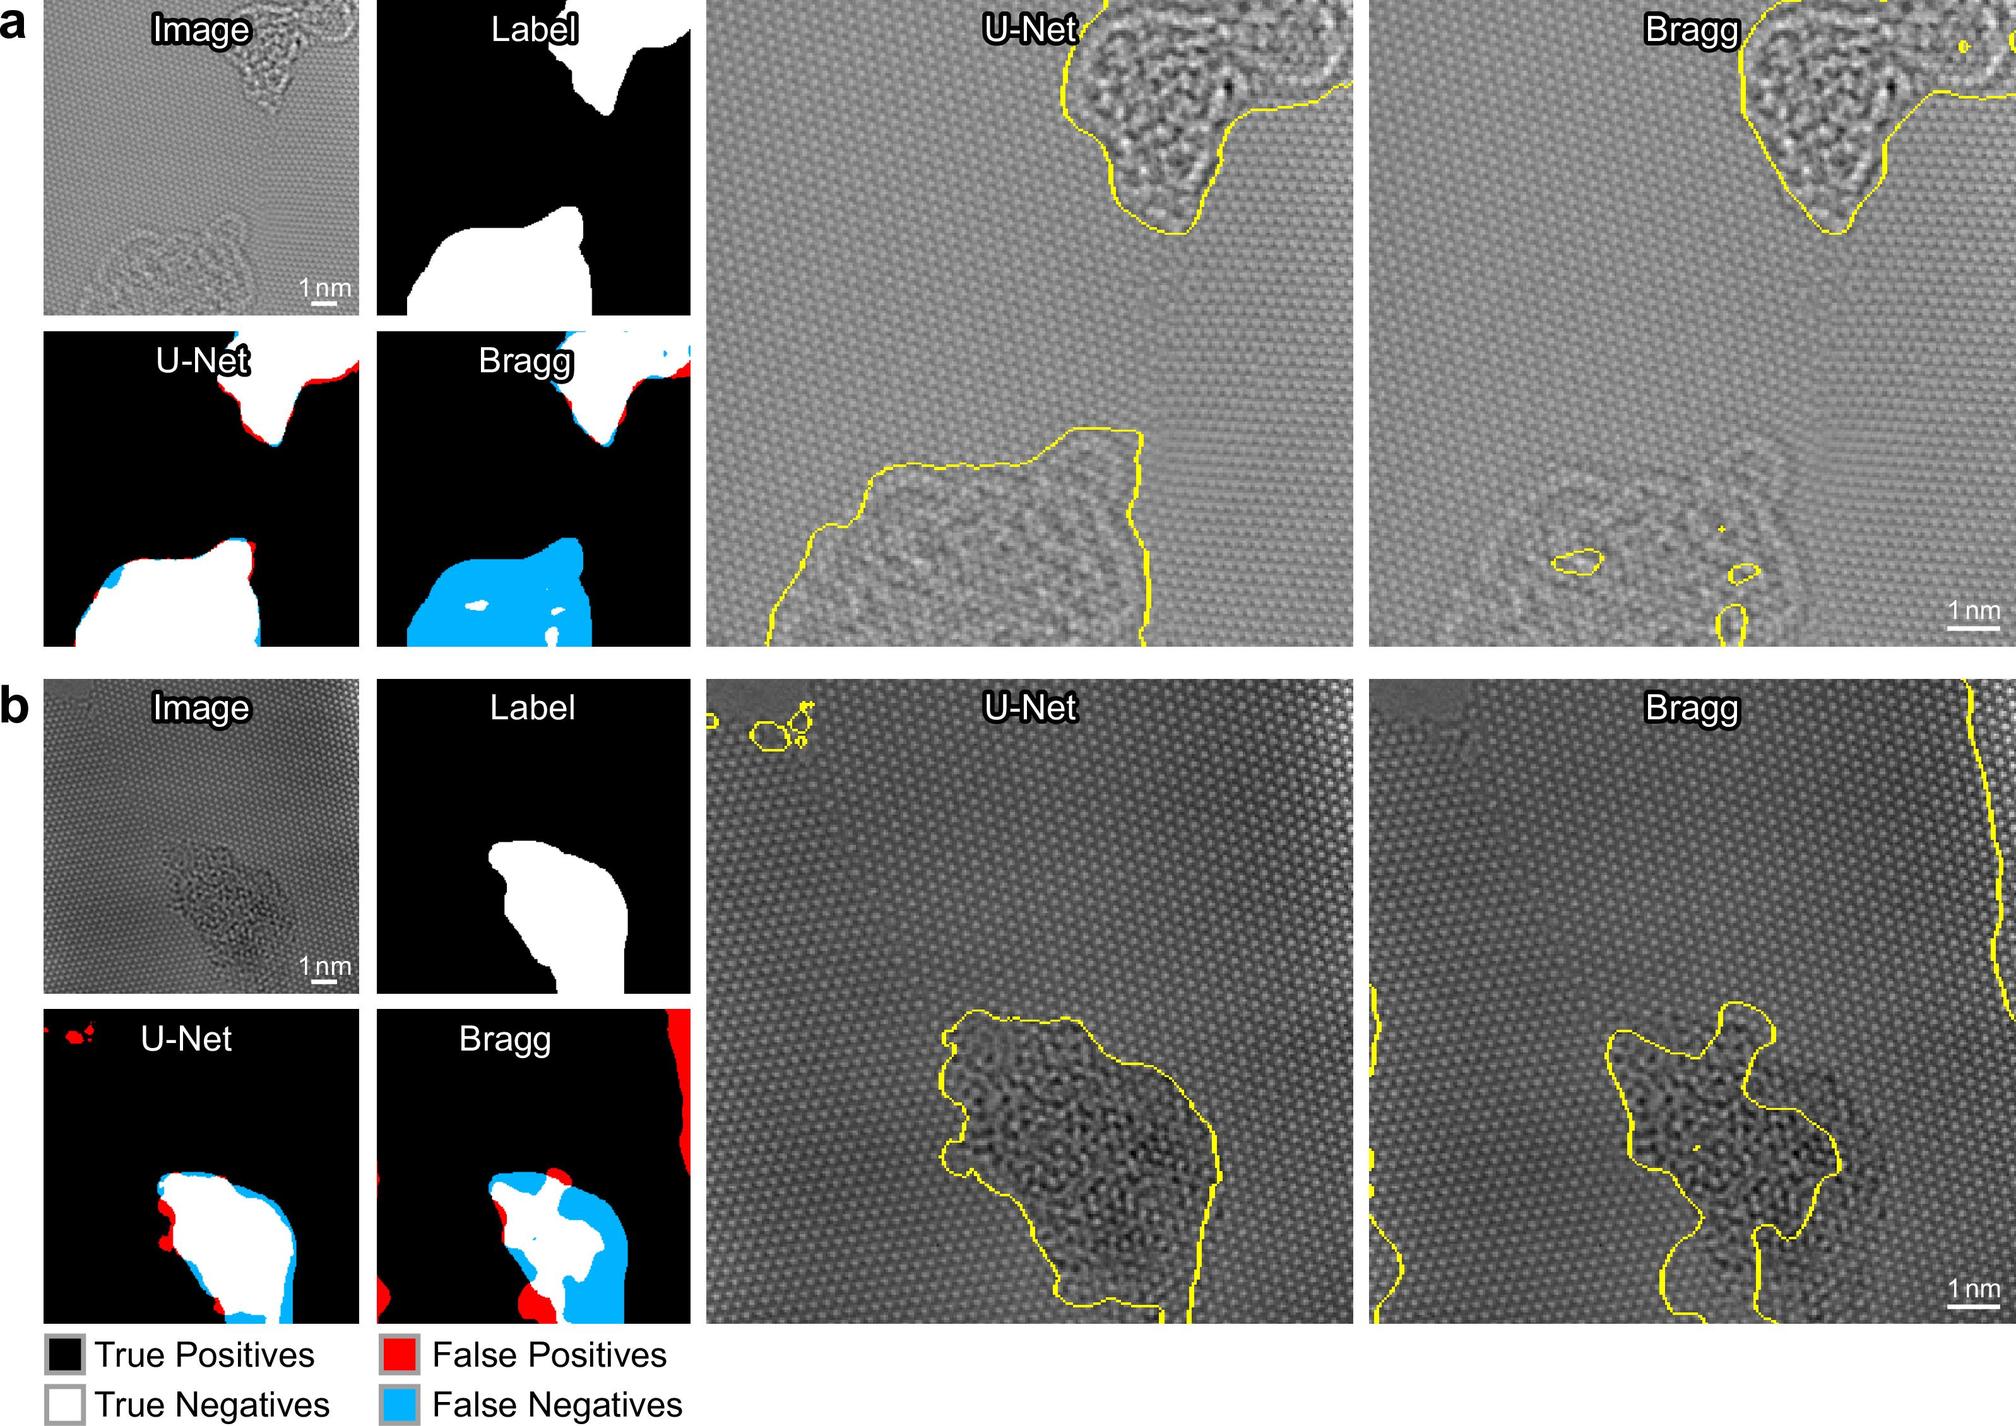 a
Image
Label
U-Net
Bragg
1 nm
U-Net
Bragg
1 nm
b
Image
Label
U-Net
Bragg
1 nm
U-Net
Bragg
1 nm
True Positives
False Positives
True Negatives
False Negatives